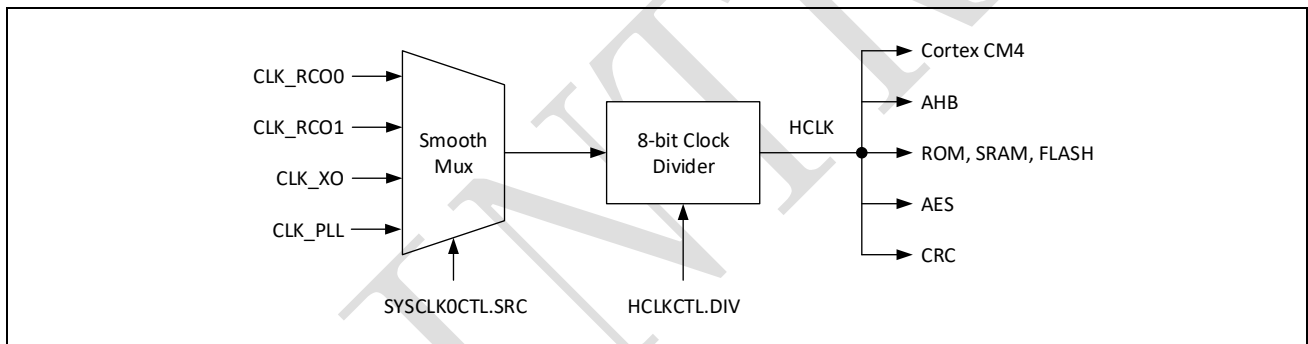 CLK_RCO0
CLK_RCO1
CLK_XO
CLK_PLL
Smooth
Mux
SYSCLK0CTL.SRC
8-bit Clock
Divider
HCLKCTL.DIV
HCLK
Cortex CM4
AHB
ROM, SRAM, FLASH
AES
CRC